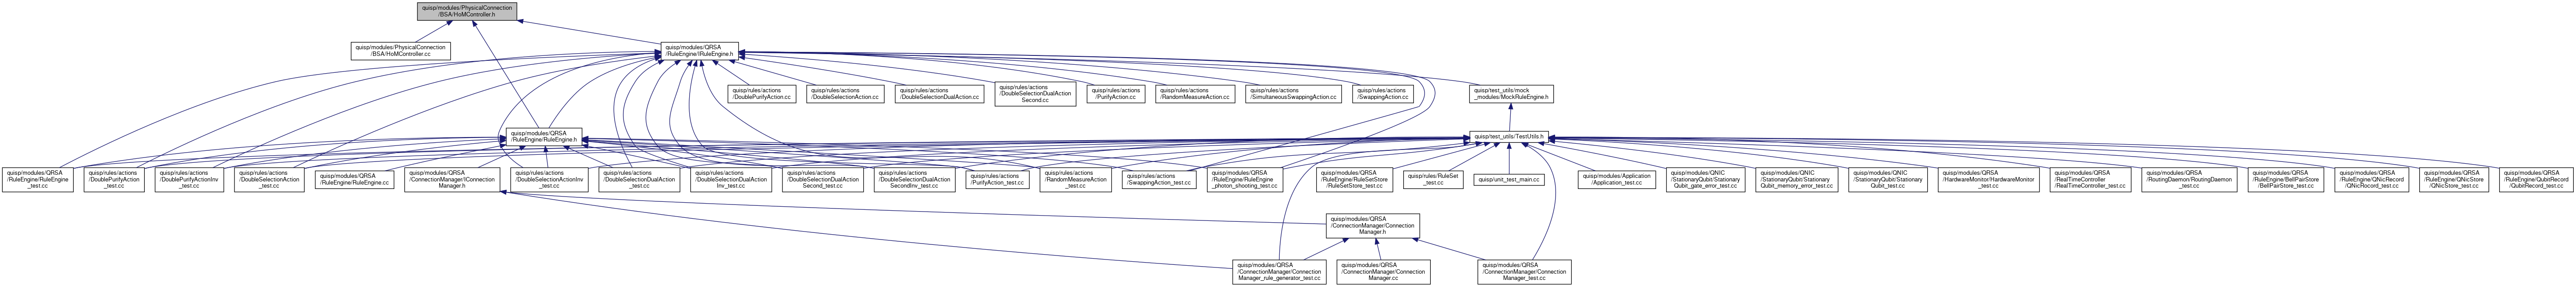 quisp/modules/PhysicalConnection
/BSA/HoMController.h
quisp/modules/PhysicalConnection
/BSA/HoMController.cc
quisp/modules/QRSA
/RuleEngine/IRuleEngine.h
quisp/rules/actions
/DoublePurifyAction.cc
quisp/rules/actions
/DoubleSelectionAction.cc
quisp/rules/actions
/DoubleSelectionDualAction.cc
quisp/rules/actions
/DoubleSelectionDualAction
Second.cc
quisp/rules/actions
/PurifyAction.cc
quisp/rules/actions
/RandomMeasureAction.cc
quisp/rules/actions
/SimultaneousSwappingAction.cc
quisp/rules/actions
/SwappingAction.cc
quisp/test_utils/mock
_modules/MockRuleEngine.h
quisp/modules/QRSA
/RuleEngine/RuleEngine.h
quisp/test_utils/TestUtils.h
quisp/modules/QRSA
/RuleEngine/RuleEngine
_test.cc
quisp/rules/actions
/DoublePurifyAction
_test.cc
quisp/rules/actions
/DoublePurifyActionInv
_test.cc
quisp/rules/actions
/DoubleSelectionAction
_test.cc
quisp/modules/QRSA
/RuleEngine/RuleEngine.cc
quisp/modules/QRSA
/ConnectionManager/IConnection
Manager.h
quisp/rules/actions
/DoubleSelectionActionInv
_test.cc
quisp/rules/actions
/DoubleSelectionDualAction
_test.cc
quisp/rules/actions
/DoubleSelectionDualAction
Inv_test.cc
quisp/rules/actions
/DoubleSelectionDualAction
Second_test.cc
quisp/rules/actions
/DoubleSelectionDualAction
SecondInv_test.cc
quisp/rules/actions
/PurifyAction_test.cc
quisp/rules/actions
/RandomMeasureAction
_test.cc
quisp/rules/actions
/SwappingAction_test.cc
quisp/modules/QRSA
/RuleEngine/RuleEngine
_photon_shooting_test.cc
quisp/modules/QRSA
/RuleEngine/RuleSetStore
/RuleSetStore_test.cc
quisp/rules/RuleSet
_test.cc
quisp/unit_test_main.cc
quisp/modules/Application
/Application_test.cc
quisp/modules/QNIC
/StationaryQubit/Stationary
Qubit_gate_error_test.cc
quisp/modules/QNIC
/StationaryQubit/Stationary
Qubit_memory_error_test.cc
quisp/modules/QNIC
/StationaryQubit/Stationary
Qubit_test.cc
quisp/modules/QRSA
/HardwareMonitor/HardwareMonitor
_test.cc
quisp/modules/QRSA
/RealTimeController
/RealTimeController_test.cc
quisp/modules/QRSA
/RoutingDaemon/RoutingDaemon
_test.cc
quisp/modules/QRSA
/RuleEngine/BellPairStore
/BellPairStore_test.cc
quisp/modules/QRSA
/RuleEngine/QNicRecord
/QNicRecord_test.cc
quisp/modules/QRSA
/RuleEngine/QNicStore
/QNicStore_test.cc
quisp/modules/QRSA
/RuleEngine/QubitRecord
/QubitRecord_test.cc
quisp/modules/QRSA
/ConnectionManager/Connection
Manager.h
quisp/modules/QRSA
/ConnectionManager/Connection
Manager_rule_generator_test.cc
quisp/modules/QRSA
/ConnectionManager/Connection
Manager.cc
quisp/modules/QRSA
/ConnectionManager/Connection
Manager_test.cc